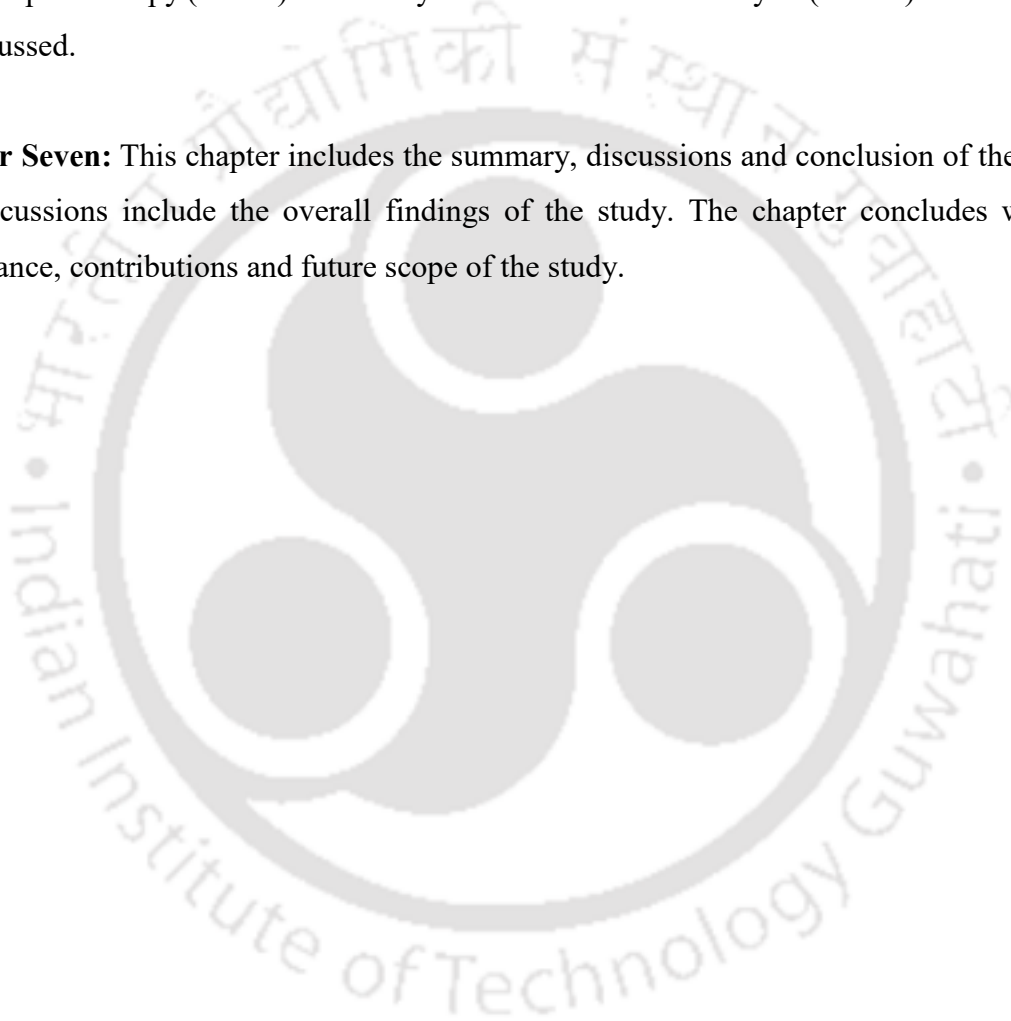 ussed.
r Seven: This chapter includes the summary, discussions and conclusion of the
cussions include the overall findings of the study. The chapter concludes
ance, contributions and future scope of the study.
भारतीय प्रौद्योगिकी संस्थान गुवाहाटी
• Indian Institute of Technology Guwahati •